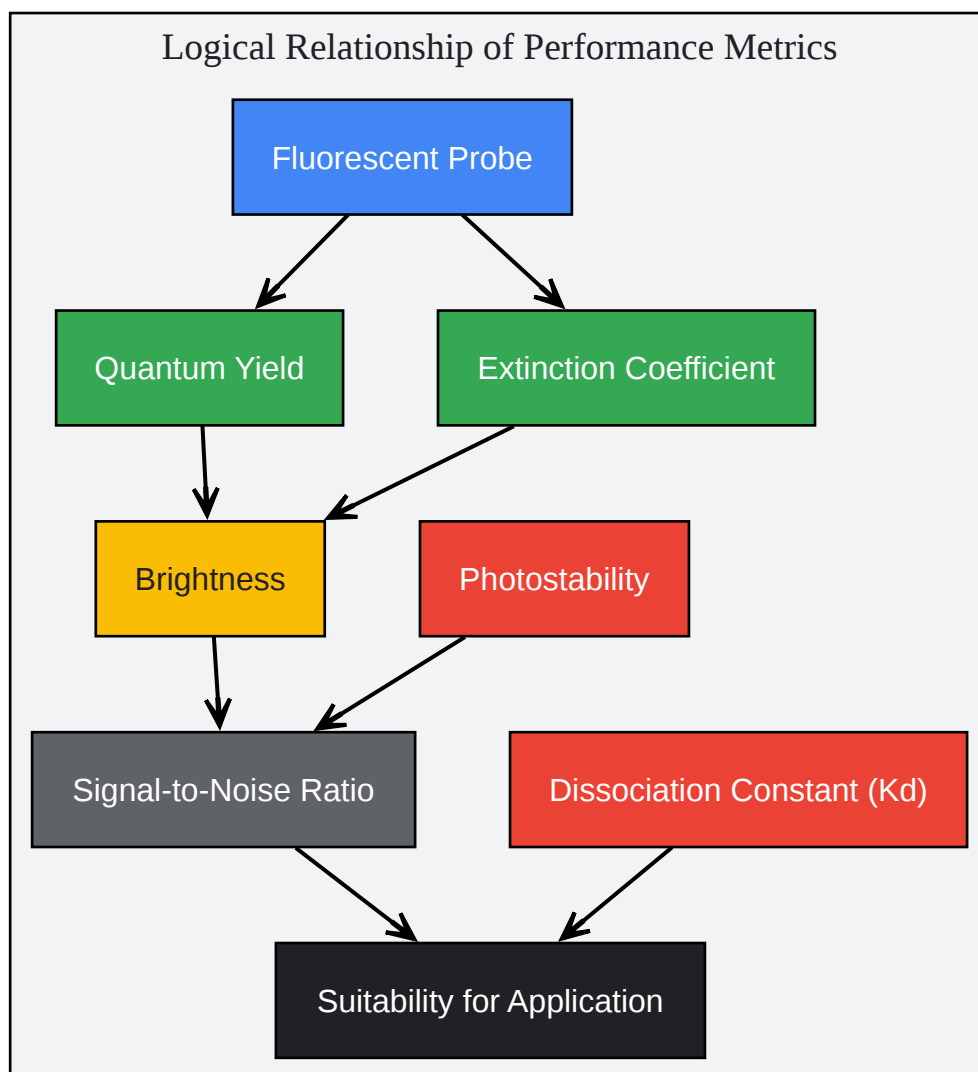 Logical Relationship of Performance Metrics
Fluorescent Probe
Quantum Yield
Extinction Coefficient
Brightness
Photostability
Signal-to-Noise Ratio
Dissociation Constant (Kd)
Suitability for Application